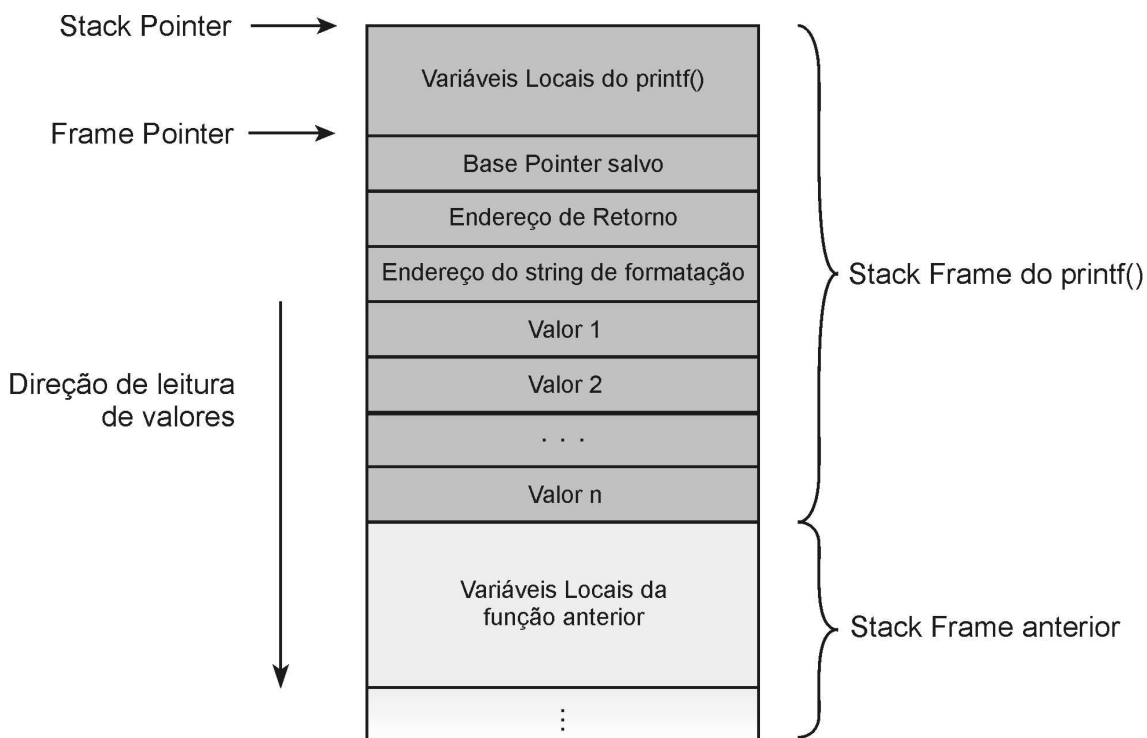 Stack Pointer
Variáveis Locais do printf()
Frame Pointer
Base Pointer salvo
Endereço de Retorno
Endereço do string de formatação
Stack Frame do printf()
Valor 1
Direção de leitura
de valores
Valor 2
. . .
Valor n
Variáveis Locais da
função anterior
Stack Frame anterior
⋮